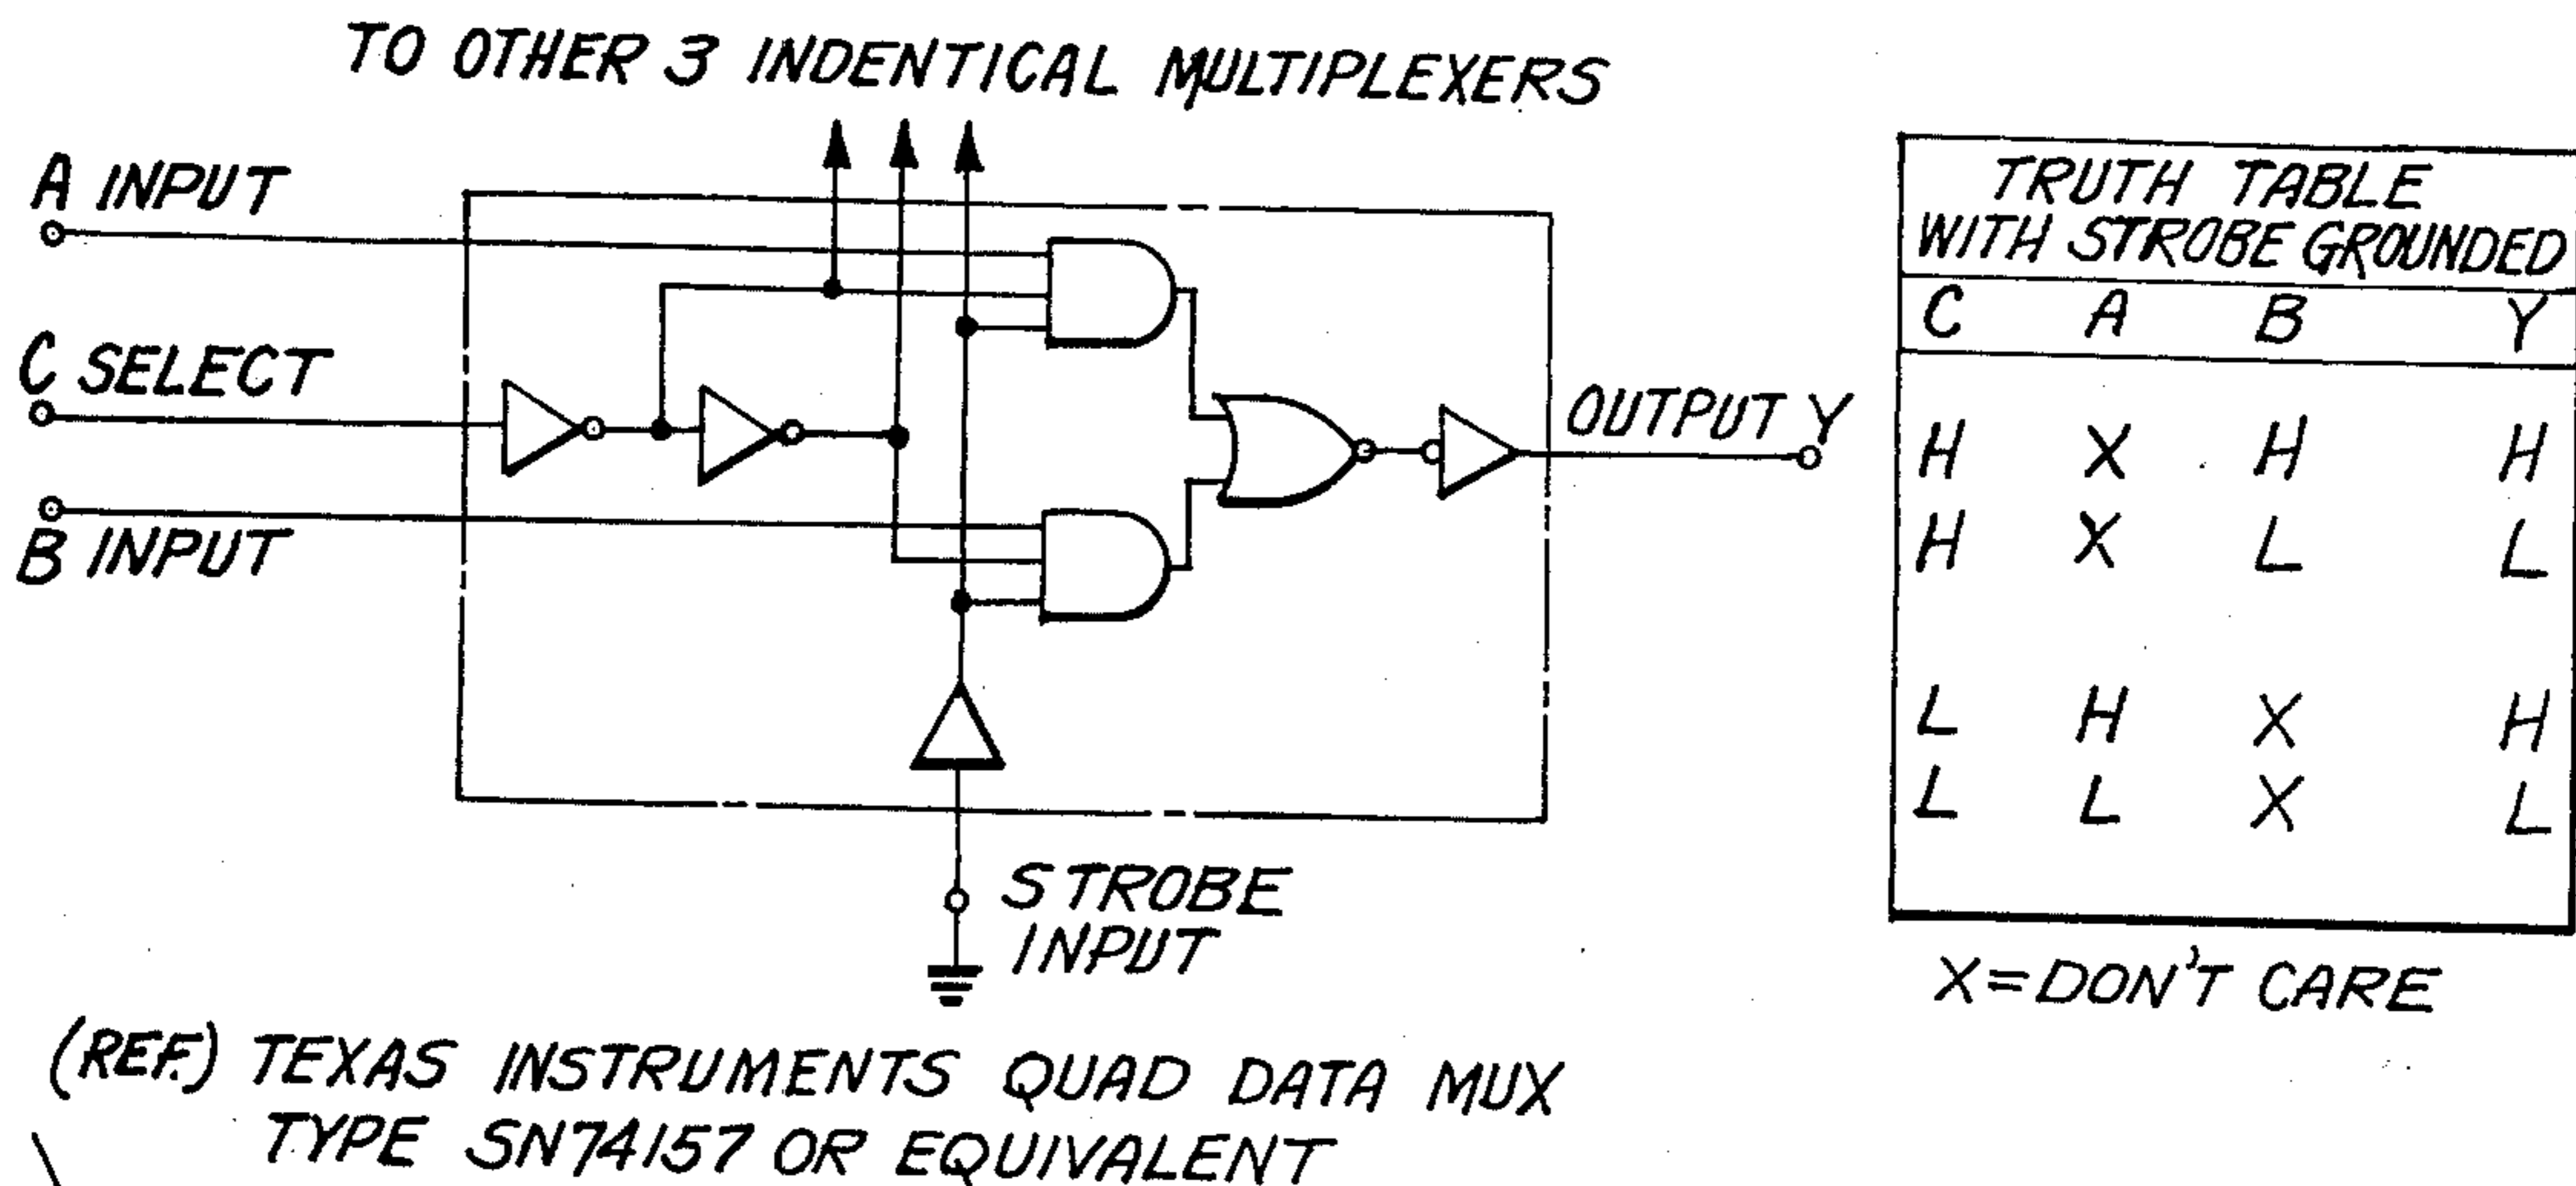 TO OTHER 3 INDENTICAL MULTIPLEXERS
A INPUT
C SELECT
B INPUT
OUTPUT Y
STROBE
INPUT
TRUTH TABLE
WITH STROBE GROUNDED
C A B Y
H X H H
H X L L
L H X H
L L X L
X=DON'T CARE
(REF.) TEXAS INSTRUMENTS QUAD DATA MUX
TYPE SN74157 OR EQUIVALENT